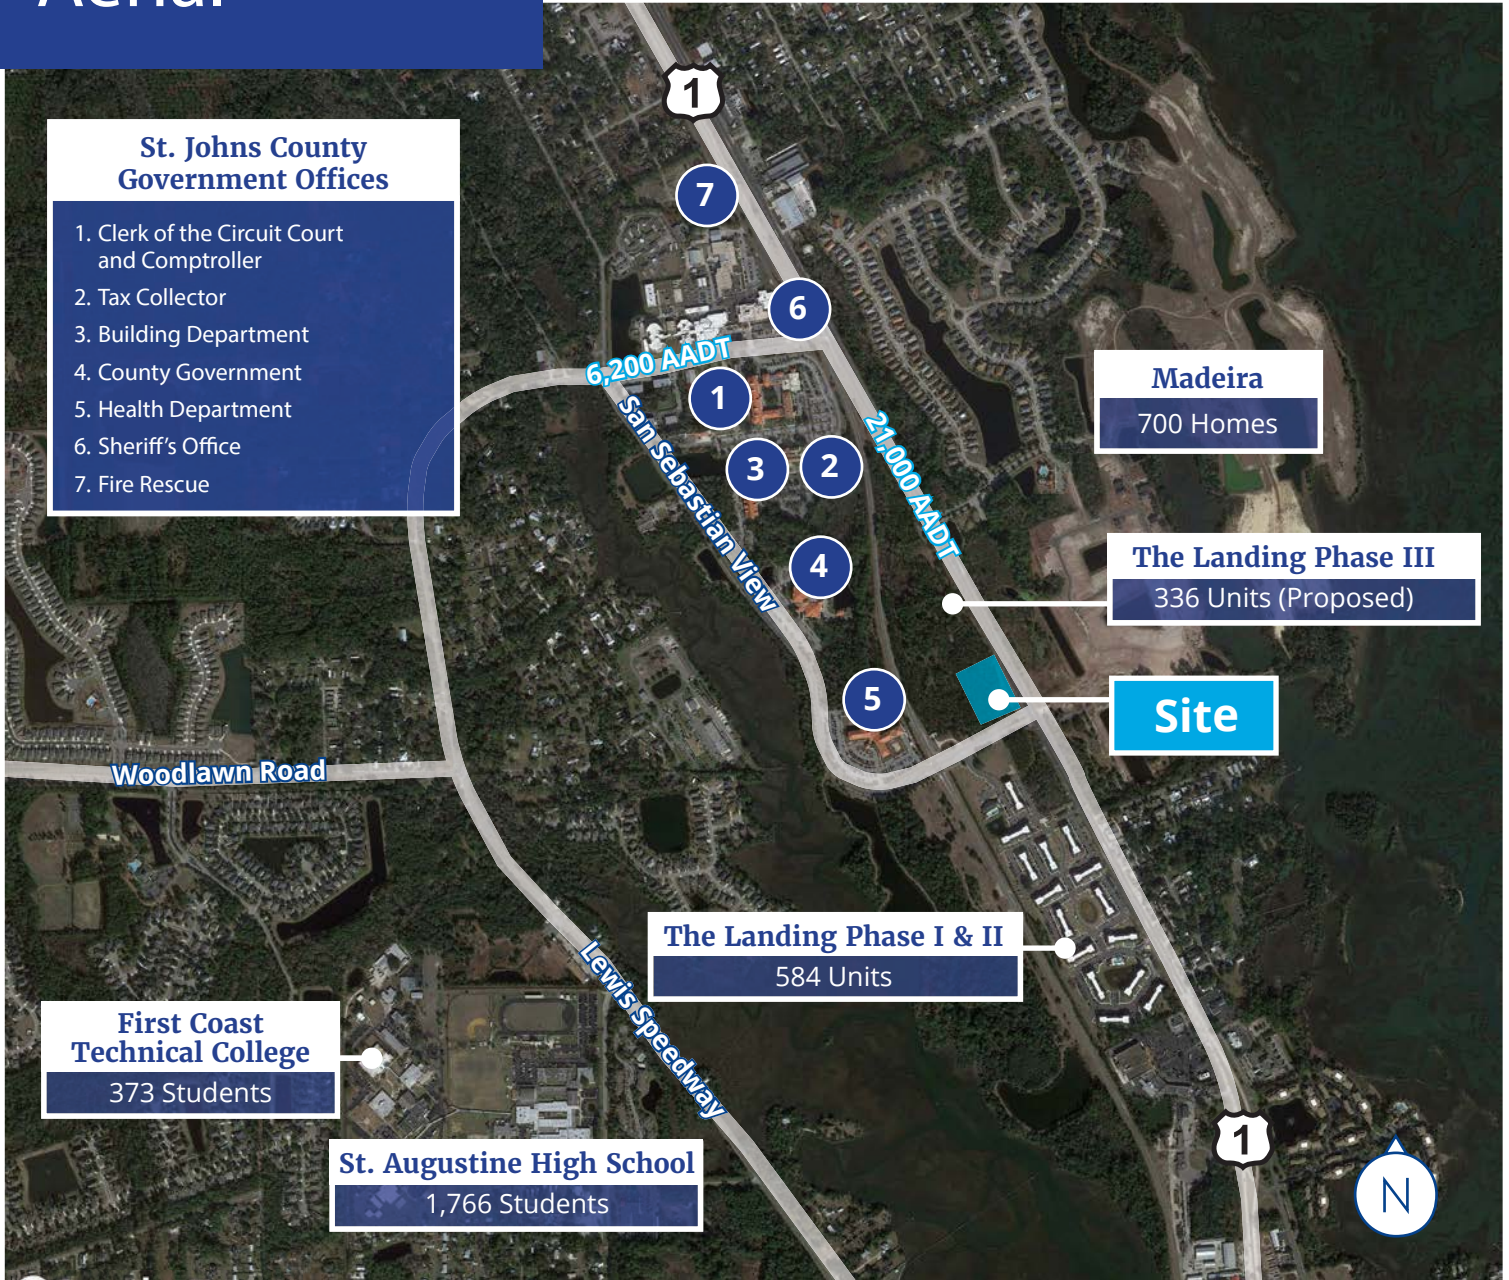 Aerial
1
St. Johns County
Government Offices
1. Clerk of the Circuit Court
and Comptroller
2. Tax Collector
3. Building Department
4. County Government
5. Health Department
6. Sheriff's Office
7. Fire Rescue
7
6
6,200 AADT
1
San Sebastian View
3
2
21,000 AADT
Madeira
700 Homes
4
The Landing Phase III
336 Units (Proposed)
5
Site
Woodlawn Road
The Landing Phase I & II
584 Units
Lewis Speedway
First Coast
Technical College
373 Students
St. Augustine High School
1,766 Students
1
N